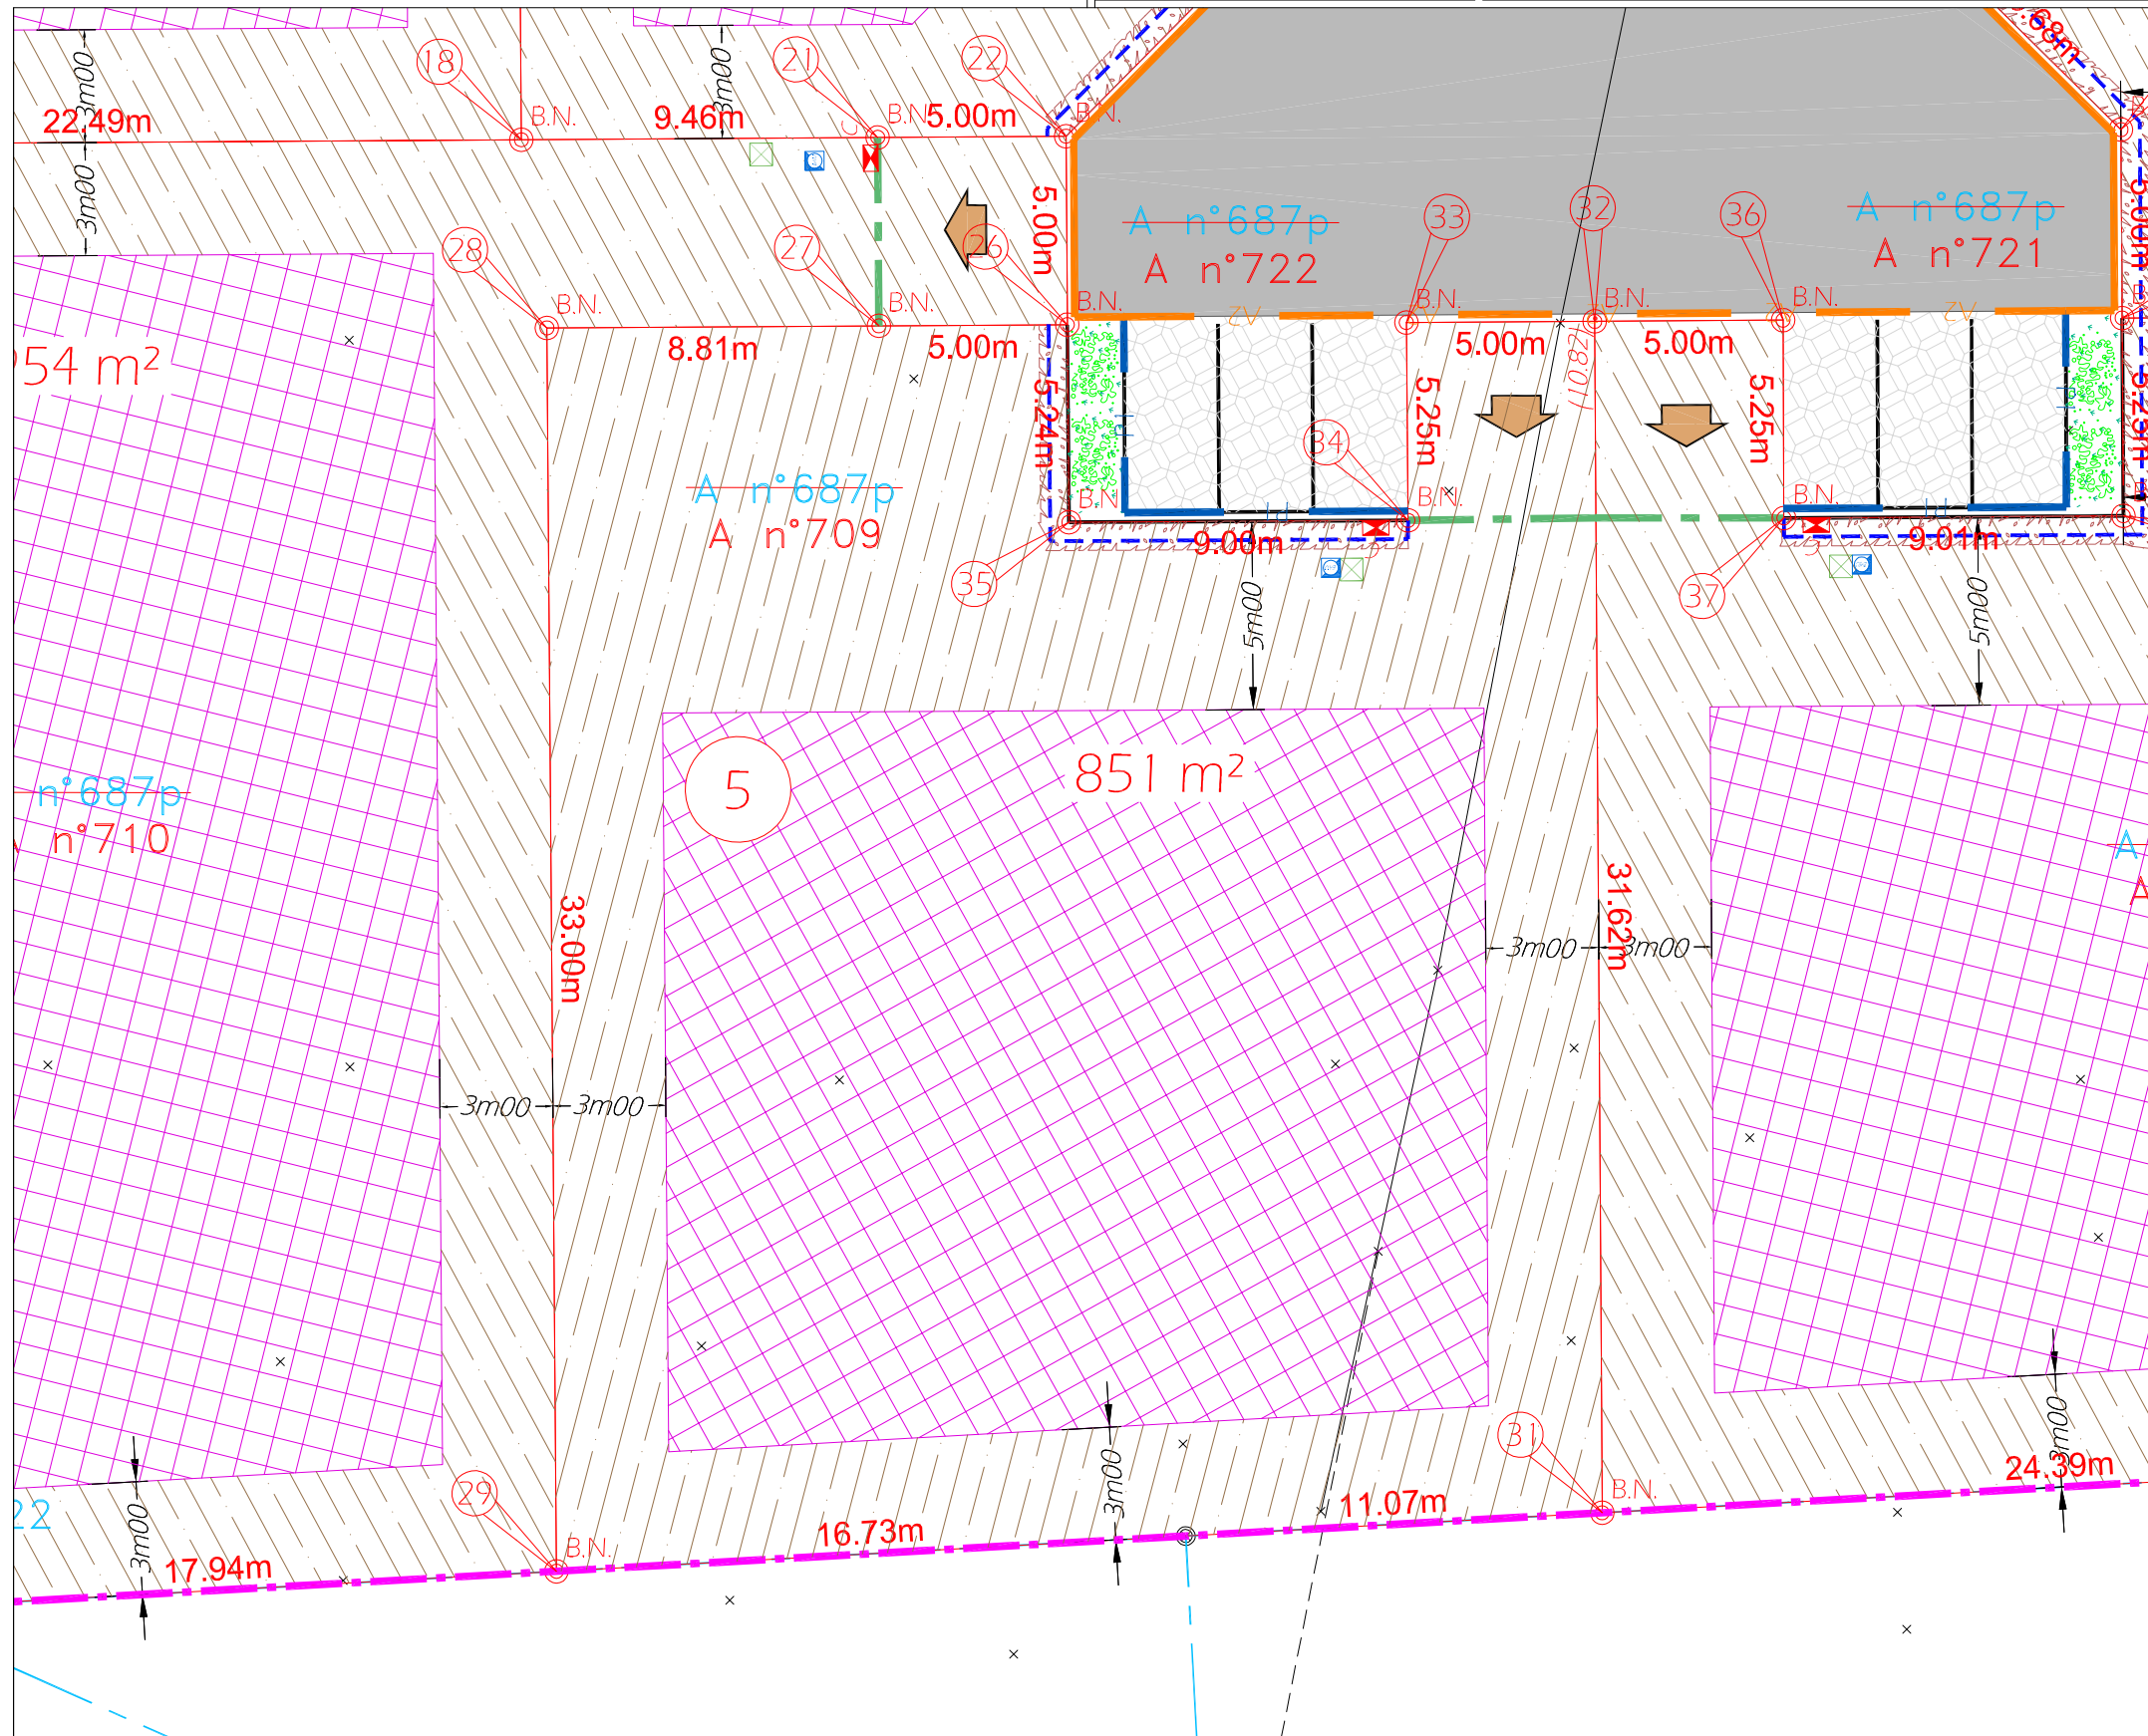 18
21
22
3m00
3m00
B.N.
B.N.
B.N.
22.49m
9.46m
5.00m
3m00
28
27
26
5.00m
A n°687p
A n°722
33
32
36
A n°687p
A n°721
B.N.
B.N.
B.N.
B.N.
B.N.
B.N.
V2
V2
8.81m
5.00m
5.00m
5.00m
(10.82)
54 m²
5.24m
5.25m
5.25m
34
A n°687p
A n°709
B.N.
B.N.
B.N.
9.00m
9.01m
35
37
5m00
5m00
5
851 m²
n°687p
n°710
A
A
33.00m
31.62m
3m00
3m00
3m00
3m00
31
29
B.N.
B.N.
3m00
3m00
3m00
22
17.94m
16.73m
11.07m
24.39m